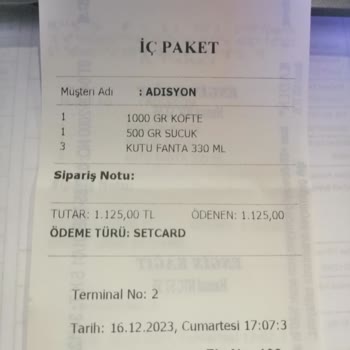 İÇ PAKET
Müşteri Adı : ADISYON
1 1000 GR KÖFTE
1 500 GR SUCUK
3 KUTU FANTA 330 ML
Sipariş Notu:
TUTAR: 1.125,00 TL ÖDENEN: 1.125,00
ÖDEME TÜRÜ: SETCARD
Terminal No: 2
Tarih: 16.12.2023, Cumartesi 17:07:3